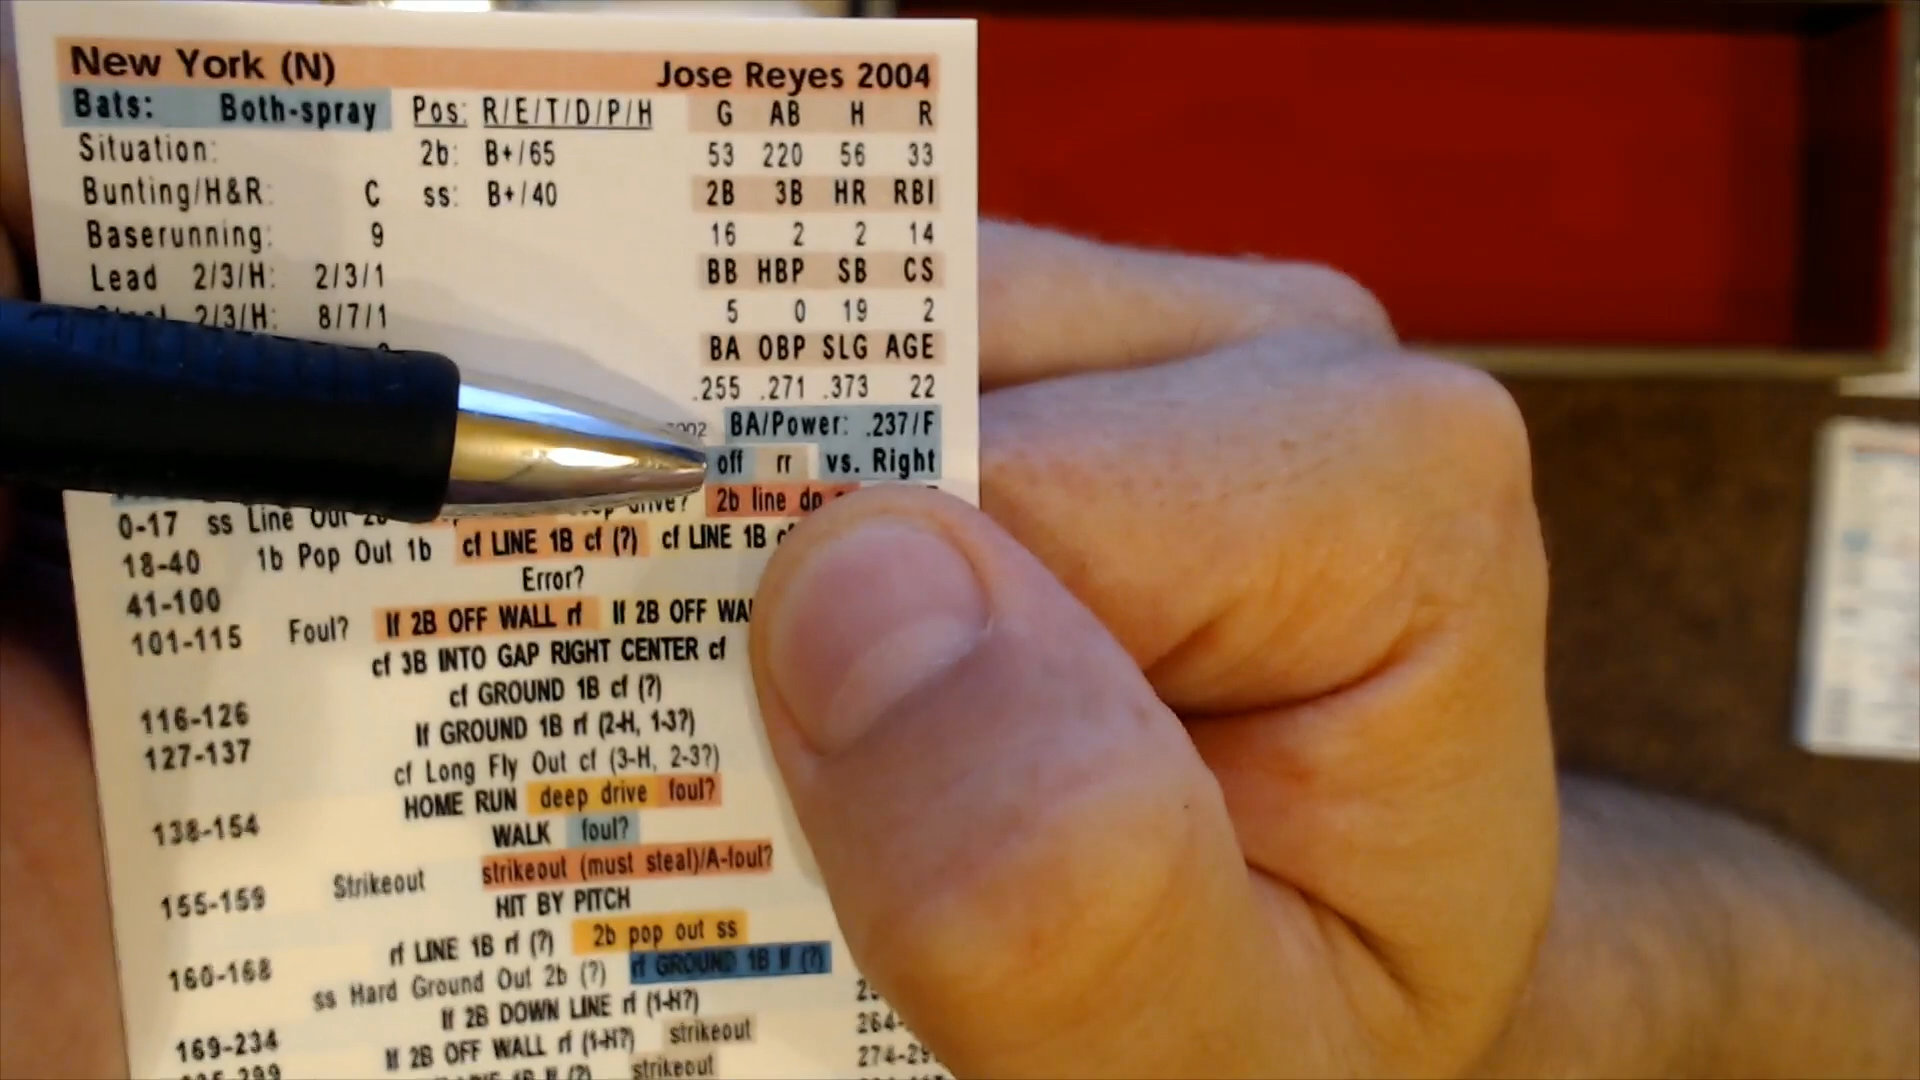 New York (N) Jose Reyes 2004
Bats: Both-spray Pos: R/E/T/D/P/H G AB H R
Situation: 2b: B+/65 53 220 56 33
Bunting/H&R: C ss: B+/40 2B 3B HR RBI
Baserunning: 9 16 2 2 14
Lead 2/3/H: 2/3/1 BB HBP SB CS
2/3/H: 8/7/1 5 0 19 2
BA OBP SLG AGE
.255 .271 .373 22
BA/Power: .237/F
off rr vs. Right
drive? 2b line dp
0-17 ss Line Out
18-40 1b Pop Out 1b cf LINE 1B cf (?) cf LINE 1B
41-100 Error?
101-115 Foul? lf 2B OFF WALL rf lf 2B OFF
cf 3B INTO GAP RIGHT CENTER cf
116-126 cf GROUND 1B cf (?)
127-137 lf GROUND 1B rf (2-H, 1-3?)
cf Long Fly Out cf (3-H, 2-3?)
HOME RUN deep drive foul?
138-154 WALK foul?
155-159 Strikeout strikeout (must steal)/A-foul?
HIT BY PITCH
160-168 rf LINE 1B rf (?) 2b pop out ss
ss Hard Ground Out 2b (?) rf GROUND 1B lf (?)
169-234 lf 2B DOWN LINE rf (1-H?)
lf 2B OFF WALL rf (1-H?) strikeout
strikeout